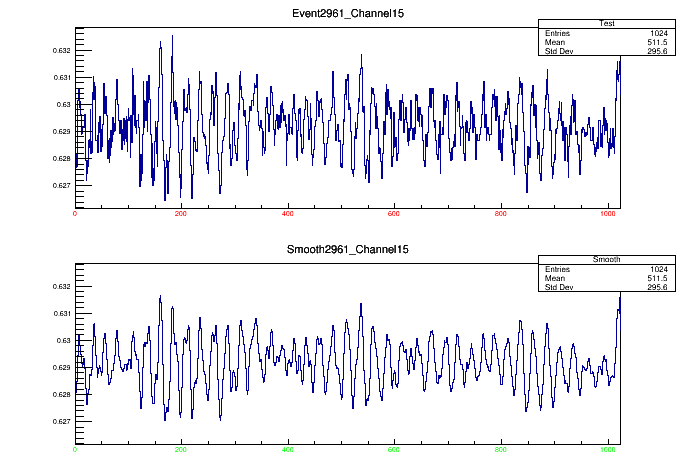 Event2961_Channel15
Test
Entries 1024
Mean 511.5
Std Dev 295.6
0.632
0.631
0.63
0.629
0.628
0.627
0 200 400 600 800 1000
Smooth2961_Channel15
Smooth
Entries 1024
Mean 511.5
Std Dev 295.6
0.632
0.631
0.63
0.629
0.628
0.627
0 200 400 600 800 1000